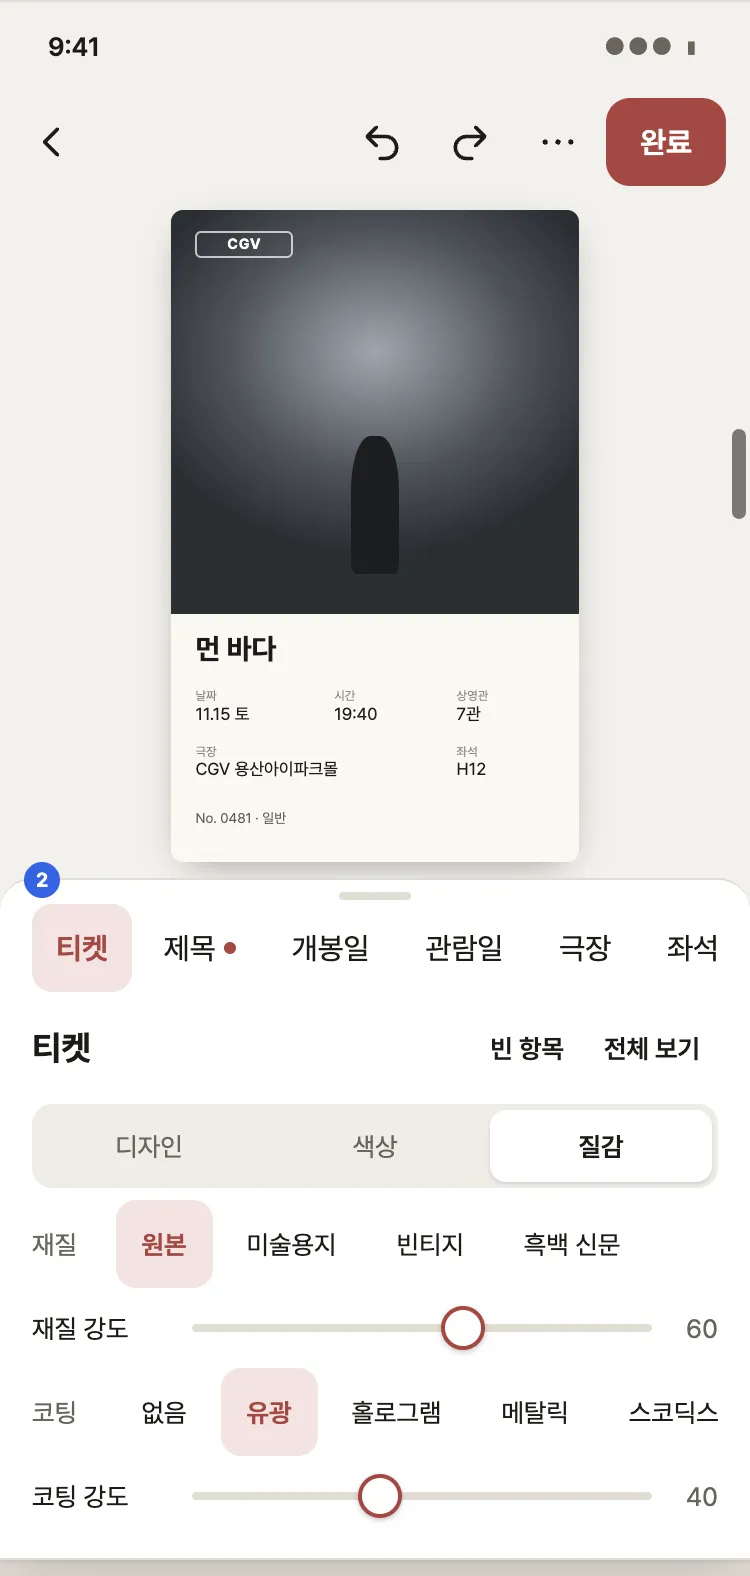 9:41
완료
CGV
먼 바다
날짜 시간 상영관
11.15 토 19:40 7관
극장 좌석
CGV 용산아이파크몰 H12
No. 0481 · 일반
2
티켓 제목 개봉일 관람일 극장 좌석
티켓 빈 항목 전체 보기
디자인 색상 질감
재질 원본 미술용지 빈티지 흑백 신문
재질 강도 60
코팅 없음 유광 홀로그램 메탈릭 스코딕스
코팅 강도 40